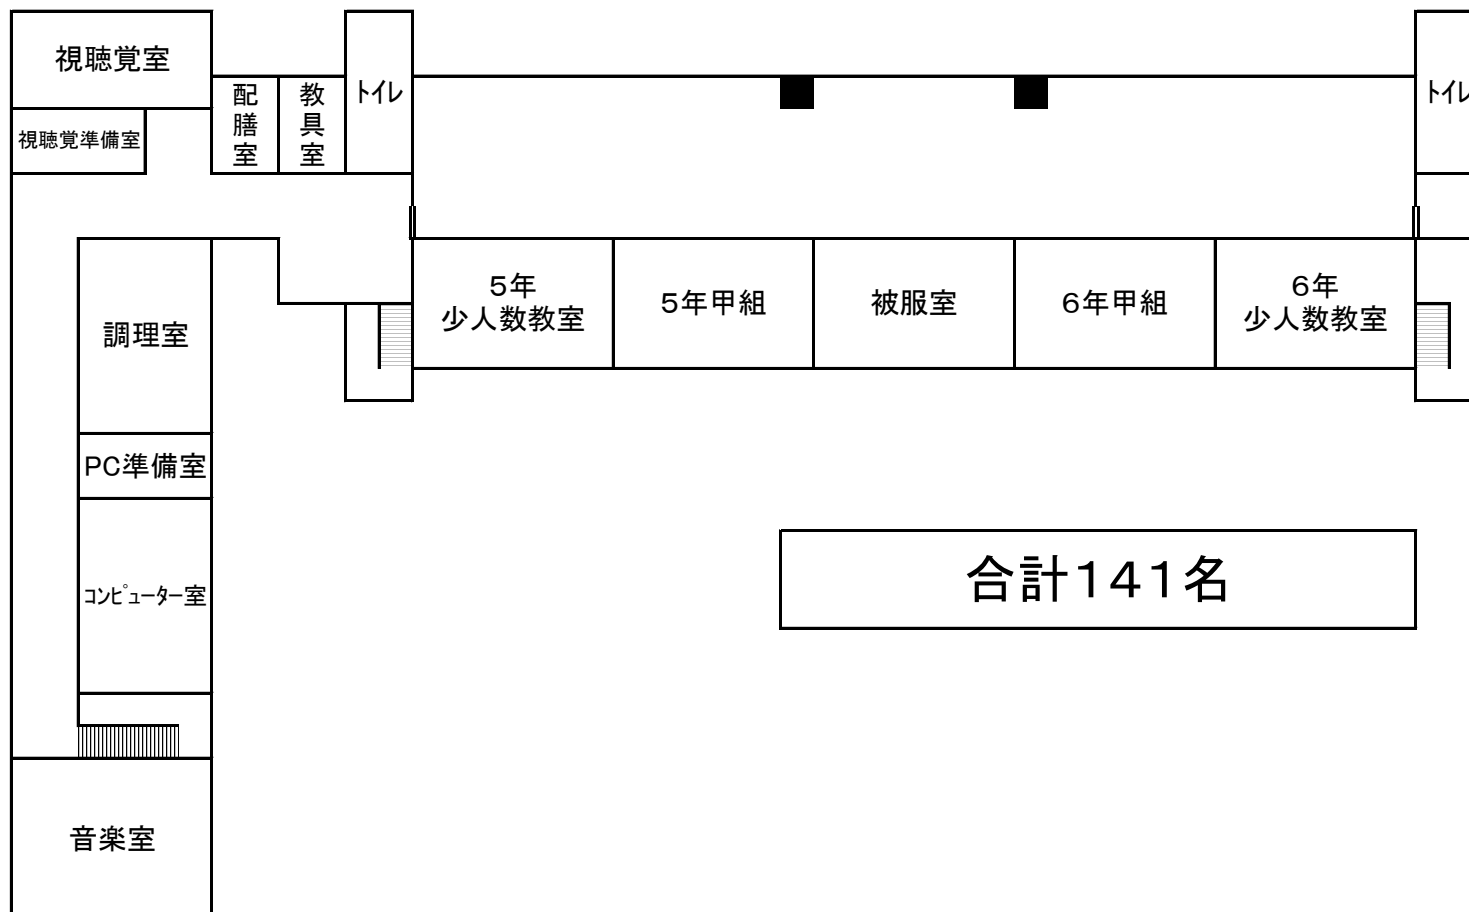 視聴覚室
視聴覚準備室
配膳室
教具室
ﾄｲﾚ
ﾄｲﾚ
5年
少人数教室
5年甲組
被服室
6年甲組
6年
少人数教室
調理室
PC準備室
ｺﾝﾋﾟｭｰﾀｰ室
合計141名
音楽室